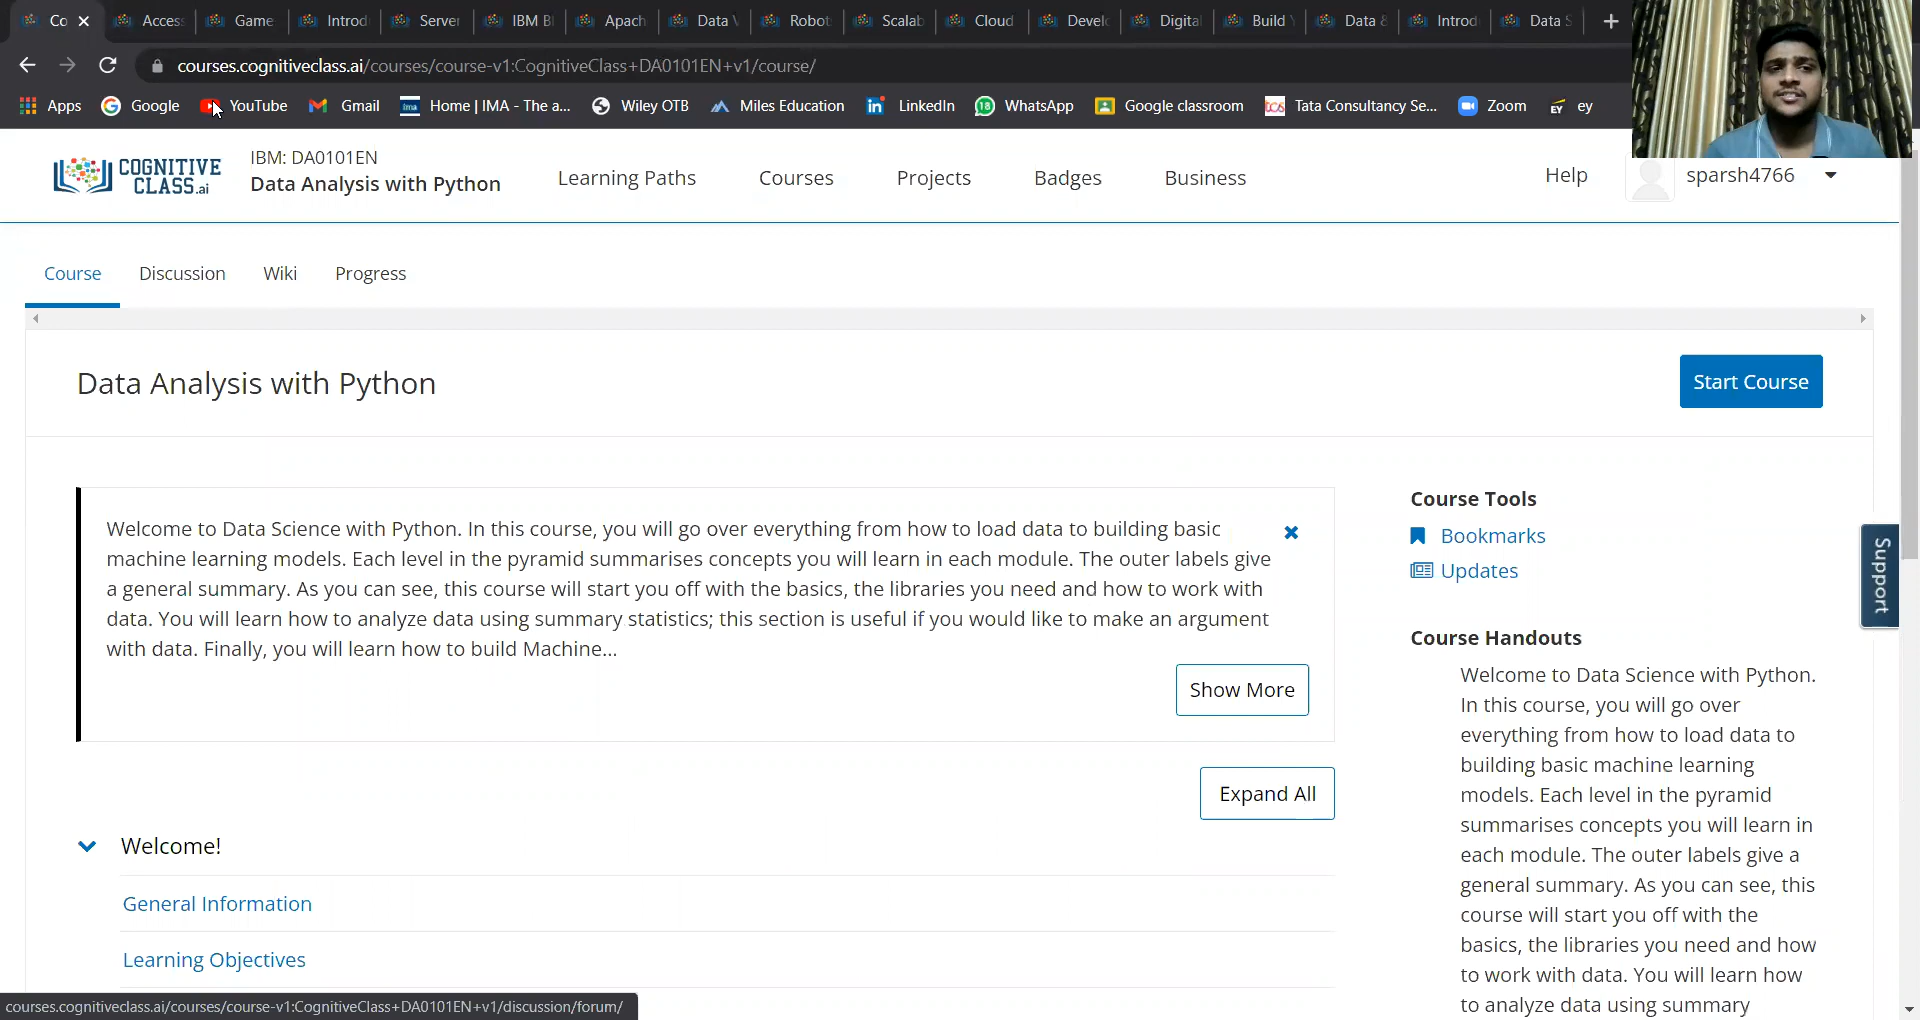 Co
Access
Game
Introd
Server
IBM Bl
Apach
Data V
Robot
Scalab
Cloud
Develo
Digital
Build Y
Data &
Introd
Data S
courses.cognitiveclass.ai/courses/course-v1:CognitiveClass+DA0101EN+v1/course/
Apps
Google
YouTube
Gmail
ima
Home | IMA - The a...
Wiley OTB
Miles Education
in
LinkedIn
18
WhatsApp
Google classroom
tcs
Tata Consultancy Se...
Zoom
EY
ey
COGNITIVE
CLASS.ai
IBM: DA0101EN
Data Analysis with Python
Learning Paths
Courses
Projects
Badges
Business
Help
sparsh4766
Course
Discussion
Wiki
Progress
Data Analysis with Python
Start Course
Welcome to Data Science with Python. In this course, you will go over everything from how to load data to building basic
machine learning models. Each level in the pyramid summarises concepts you will learn in each module. The outer labels give
a general summary. As you can see, this course will start you off with the basics, the libraries you need and how to work with
data. You will learn how to analyze data using summary statistics; this section is useful if you would like to make an argument
with data. Finally, you will learn how to build Machine...
Show More
Expand All
Welcome!
General Information
Learning Objectives
Course Tools
Bookmarks
Updates
Course Handouts
Welcome to Data Science with Python.
In this course, you will go over
everything from how to load data to
building basic machine learning
models. Each level in the pyramid
summarises concepts you will learn in
each module. The outer labels give a
general summary. As you can see, this
course will start you off with the
basics, the libraries you need and how
to work with data. You will learn how
to analyze data using summary
Support
courses.cognitiveclass.ai/courses/course-v1:CognitiveClass+DA0101EN+v1/discussion/forum/